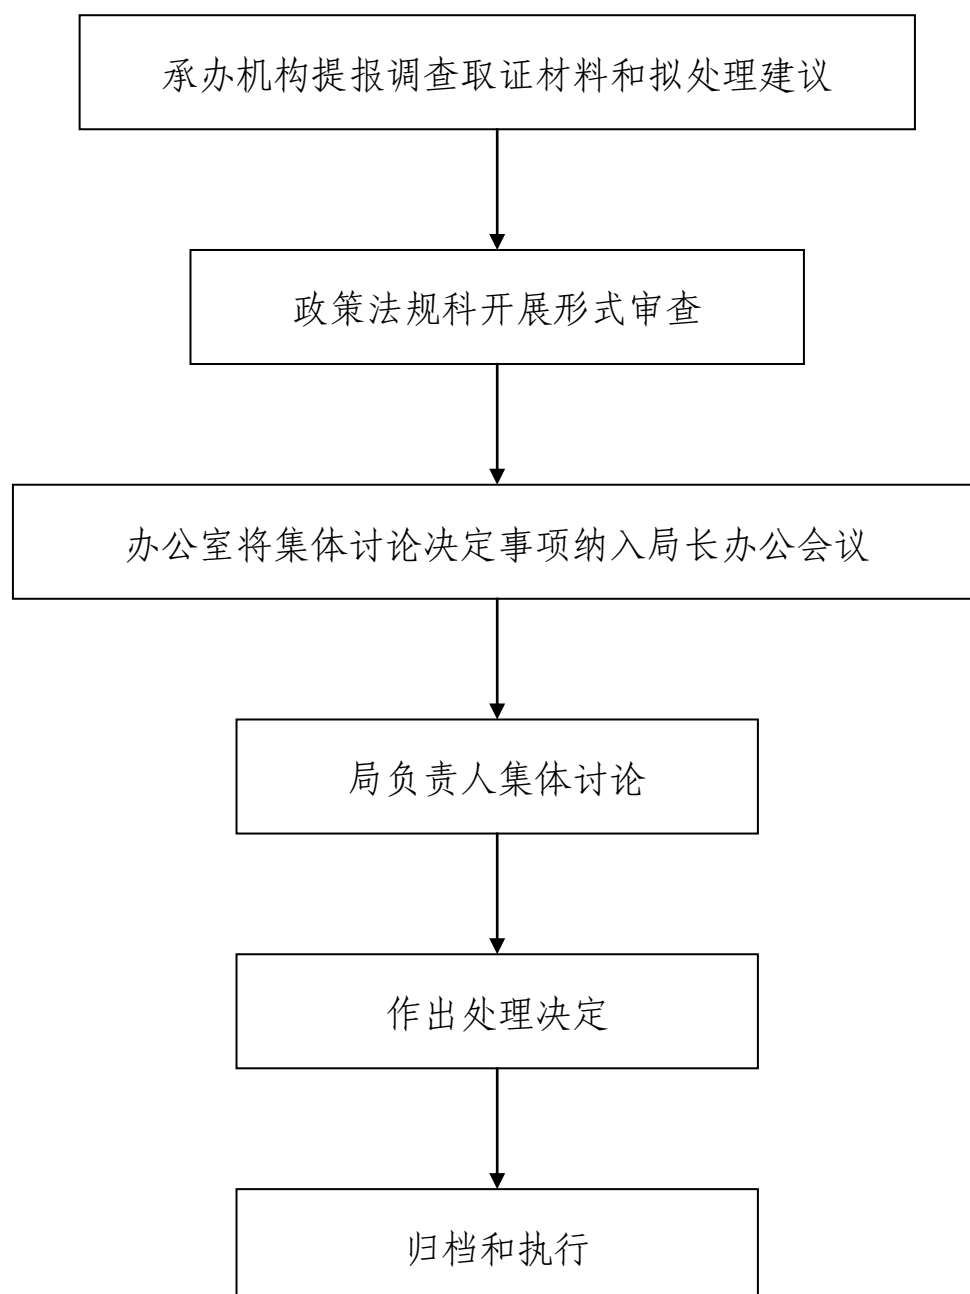 承办机构提报调查取证材料和拟处理建议
政策法规科开展形式审查
办公室将集体讨论决定事项纳入局长办公会议
局负责人集体讨论
作出处理决定
归档和执行